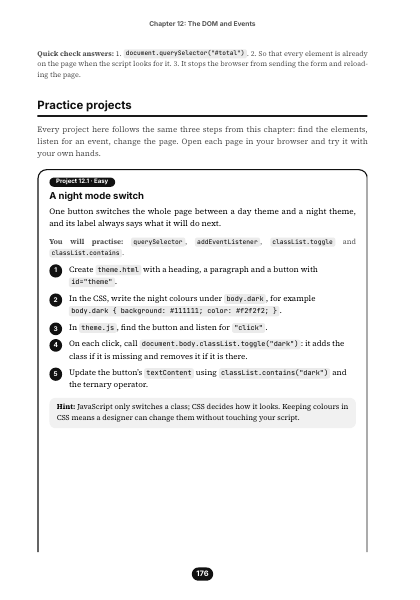 Chapter 12: The DOM and Events
Quick check answers: 1. document.querySelector("#total") . 2. So that every element is already
on the page when the script looks for it. 3. It stops the browser from sending the form and reload-
ing the page.
Practice projects
Every project here follows the same three steps from this chapter: find the elements,
listen for an event, change the page. Open each page in your browser and try it with
your own hands.
Project 12.1 · Easy
A night mode switch
One button switches the whole page between a day theme and a night theme,
and its label always says what it will do next.
You will practise: querySelector , addEventListener , classList.toggle and
classList.contains .
1 Create theme.html with a heading, a paragraph and a button with
id="theme" .
2 In the CSS, write the night colours under body.dark , for example
body.dark { background: #111111; color: #f2f2f2; } .
3 In theme.js , find the button and listen for "click" .
4 On each click, call document.body.classList.toggle("dark") : it adds the
class if it is missing and removes it if it is there.
5 Update the button's textContent using classList.contains("dark") and
the ternary operator.
Hint: JavaScript only switches a class; CSS decides how it looks. Keeping colours in
CSS means a designer can change them without touching your script.
176